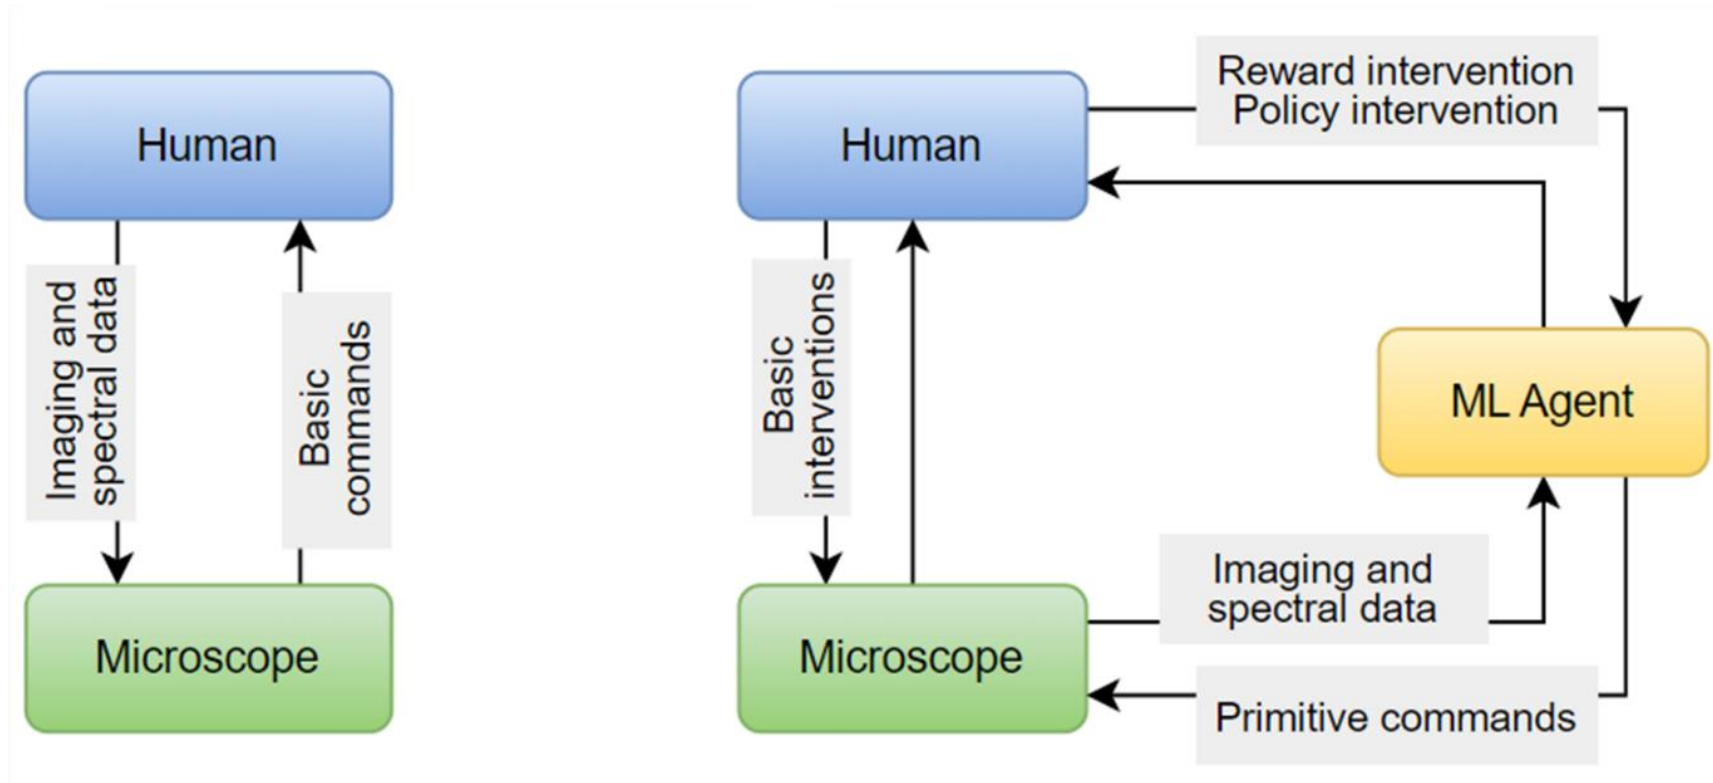 Human
Imaging and
spectral data
Basic
commands
Microscope
Human
Reward intervention
Policy intervention
Basic
interventions
ML Agent
Imaging and
spectral data
Microscope
Primitive commands